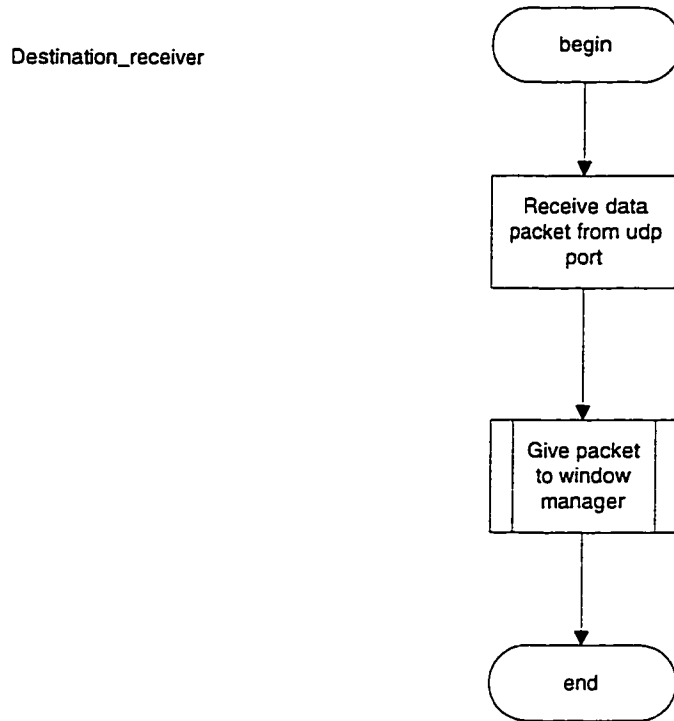 Destination_receiver
begin
Receive data
packet from udp
port
Give packet
to window
manager
end